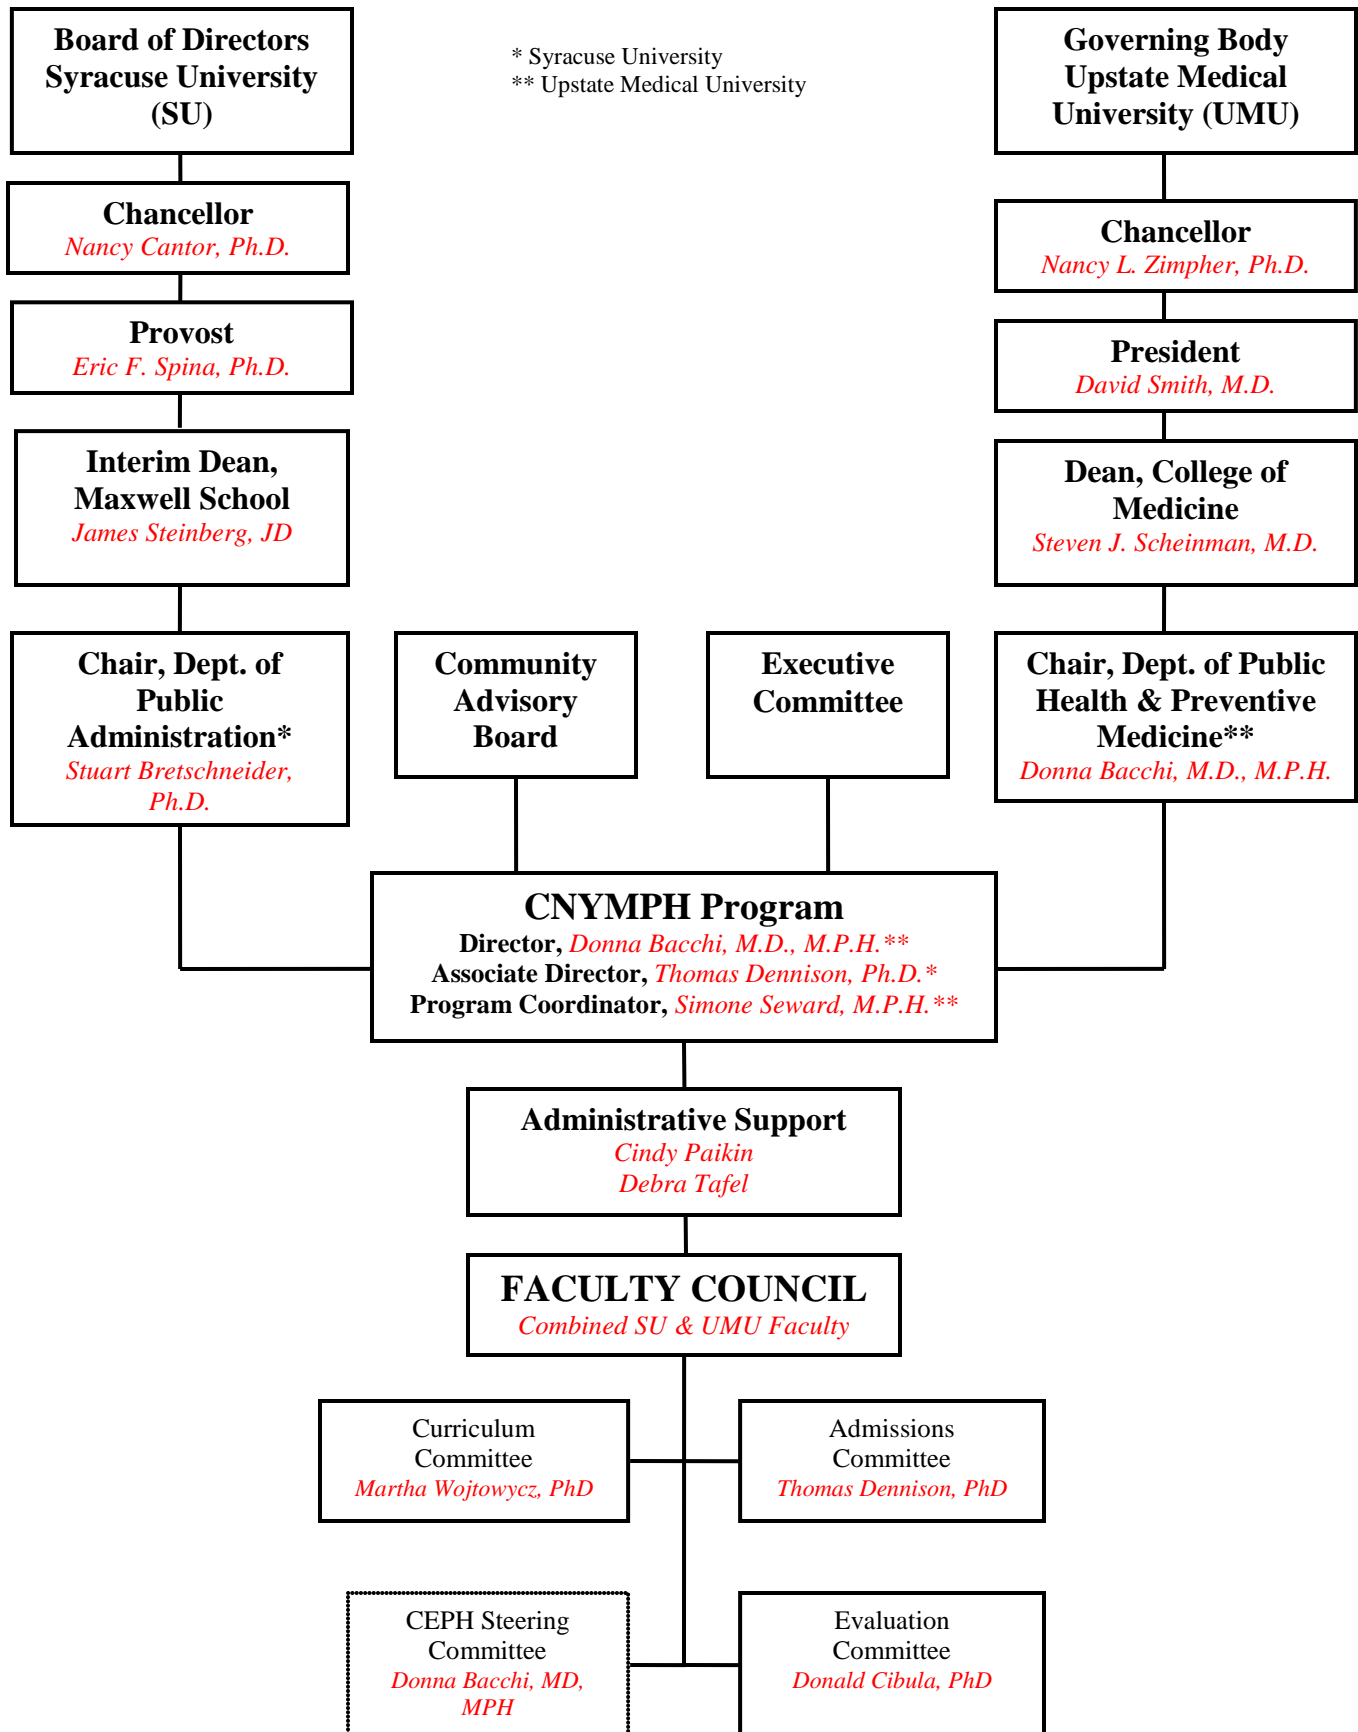 Board of Directors
Syracuse University
(SU)
* Syracuse University
** Upstate Medical University
Governing Body
Upstate Medical
University (UMU)
Chancellor
Nancy Cantor, Ph.D.
Chancellor
Nancy L. Zimpher, Ph.D.
Provost
Eric F. Spina, Ph.D.
President
David Smith, M.D.
Interim Dean,
Maxwell School
James Steinberg, JD
Dean, College of
Medicine
Steven J. Scheinman, M.D.
Chair, Dept. of
Public
Administration*
Stuart Bretschneider,
Ph.D.
Community
Advisory
Board
Executive
Committee
Chair, Dept. of Public
Health & Preventive
Medicine**
Donna Bacchi, M.D., M.P.H.
CNYMPH Program
Director, Donna Bacchi, M.D., M.P.H.**
Associate Director, Thomas Dennison, Ph.D.*
Program Coordinator, Simone Seward, M.P.H.**
Administrative Support
Cindy Paikin
Debra Tafel
FACULTY COUNCIL
Combined SU & UMU Faculty
Curriculum
Committee
Martha Wojtowycz, PhD
Admissions
Committee
Thomas Dennison, PhD
CEPH Steering
Committee
Donna Bacchi, MD,
MPH
Evaluation
Committee
Donald Cibula, PhD